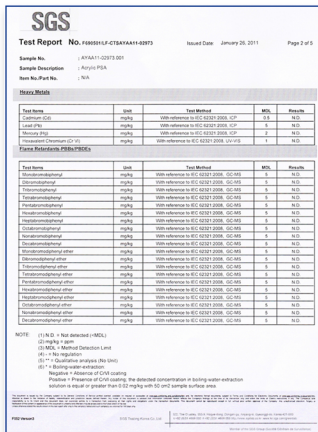 SGS
Test Report No. F690501/LF-CTSAYAA11-02973 Issued Date January 26, 2011 Page 2 of 5
Sample No. : AYAA11-02973.001
Sample Description : Acrylic PSA
Item No./Part No. : N/A
Heavy Metals
Test Items Unit Test Method MDL Results
Cadmium (Cd) mg/kg With reference to IEC 62321:2008, ICP 0.5 N.D.
Lead (Pb) mg/kg With reference to IEC 62321:2008, ICP 5 N.D.
Mercury (Hg) mg/kg With reference to IEC 62321:2008, ICP 2 N.D.
Hexavalent Chromium (Cr VI) mg/kg With reference to IEC 62321:2008, UV-VIS 1 N.D.
Flame Retardants-PBBs/PBDEs
Test Items Unit Test Method MDL Results
Monobromobiphenyl mg/kg With reference to IEC 62321:2008, GC-MS 5 N.D.
Dibromobiphenyl mg/kg With reference to IEC 62321:2008, GC-MS 5 N.D.
Tribromobiphenyl mg/kg With reference to IEC 62321:2008, GC-MS 5 N.D.
Tetrabromobiphenyl mg/kg With reference to IEC 62321:2008, GC-MS 5 N.D.
Pentabromobiphenyl mg/kg With reference to IEC 62321:2008, GC-MS 5 N.D.
Hexabromobiphenyl mg/kg With reference to IEC 62321:2008, GC-MS 5 N.D.
Heptabromobiphenyl mg/kg With reference to IEC 62321:2008, GC-MS 5 N.D.
Octabromobiphenyl mg/kg With reference to IEC 62321:2008, GC-MS 5 N.D.
Nonabromobiphenyl mg/kg With reference to IEC 62321:2008, GC-MS 5 N.D.
Decabromobiphenyl mg/kg With reference to IEC 62321:2008, GC-MS 5 N.D.
Monobromodiphenyl ether mg/kg With reference to IEC 62321:2008, GC-MS 5 N.D.
Dibromodiphenyl ether mg/kg With reference to IEC 62321:2008, GC-MS 5 N.D.
Tribromodiphenyl ether mg/kg With reference to IEC 62321:2008, GC-MS 5 N.D.
Tetrabromodiphenyl ether mg/kg With reference to IEC 62321:2008, GC-MS 5 N.D.
Pentabromodiphenyl ether mg/kg With reference to IEC 62321:2008, GC-MS 5 N.D.
Hexabromodiphenyl ether mg/kg With reference to IEC 62321:2008, GC-MS 5 N.D.
Heptabromodiphenyl ether mg/kg With reference to IEC 62321:2008, GC-MS 5 N.D.
Octabromodiphenyl ether mg/kg With reference to IEC 62321:2008, GC-MS 5 N.D.
Nonabromodiphenyl ether mg/kg With reference to IEC 62321:2008, GC-MS 5 N.D.
Decabromodiphenyl ether mg/kg With reference to IEC 62321:2008, GC-MS 5 N.D.
NOTE: (1) N.D. = Not detected.(<MDL)
(2) mg/kg = ppm
(3) MDL = Method Detection Limit
(4) - = No regulation
(5) ** = Qualitative analysis (No Unit)
(6) * = Boiling-water-extraction:
Negative = Absence of CrVI coating
Positive = Presence of CrVI coating; the detected concentration in boiling-water-extraction
solution is equal or greater than 0.02 mg/kg with 50 cm2 sample surface area.
F052 Version3